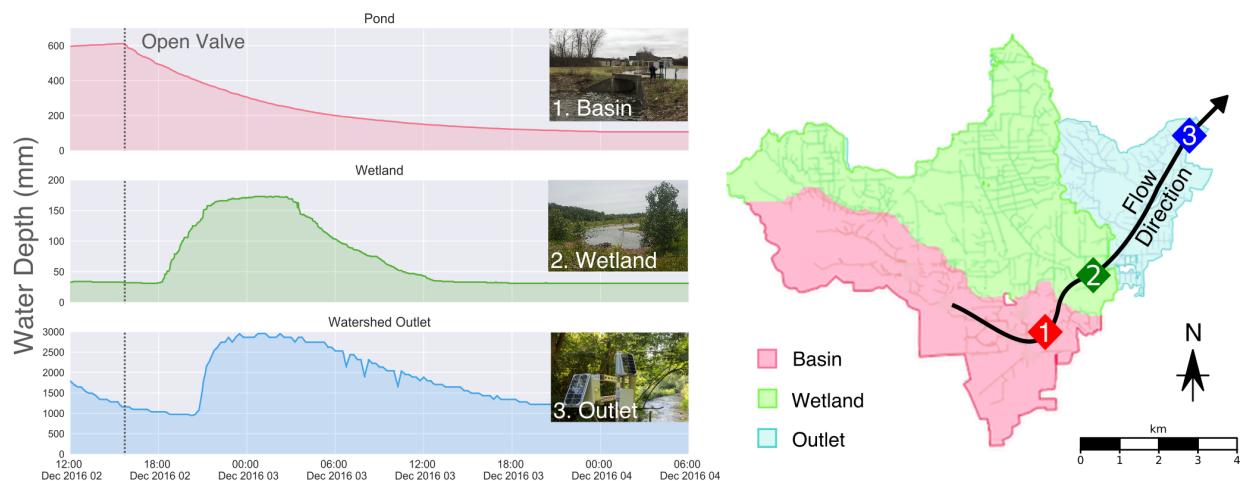 Pond
Open Valve
600
400
200
0
1. Basin
Wetland
200
150
100
50
0
2. Wetland
Watershed Outlet
3000
2500
2000
1500
1000
500
0
3. Outlet
12:00 18:00 00:00 06:00 12:00 18:00 00:00 06:00
Dec 2016 02 Dec 2016 02 Dec 2016 03 Dec 2016 03 Dec 2016 03 Dec 2016 03 Dec 2016 04 Dec 2016 04
Water Depth (mm)
3
Flow
Direction
2
1
N
Basin
Wetland
Outlet
km
0 1 2 3 4